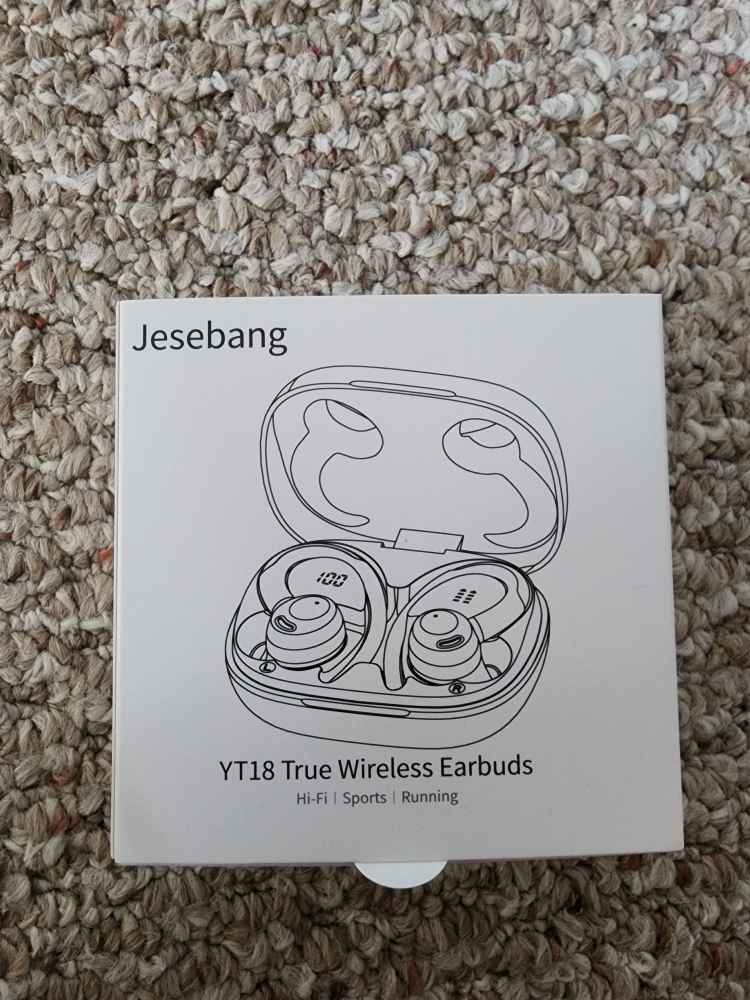 Jesebang
100
L
R
YT18 True Wireless Earbuds
Hi-Fi | Sports | Running